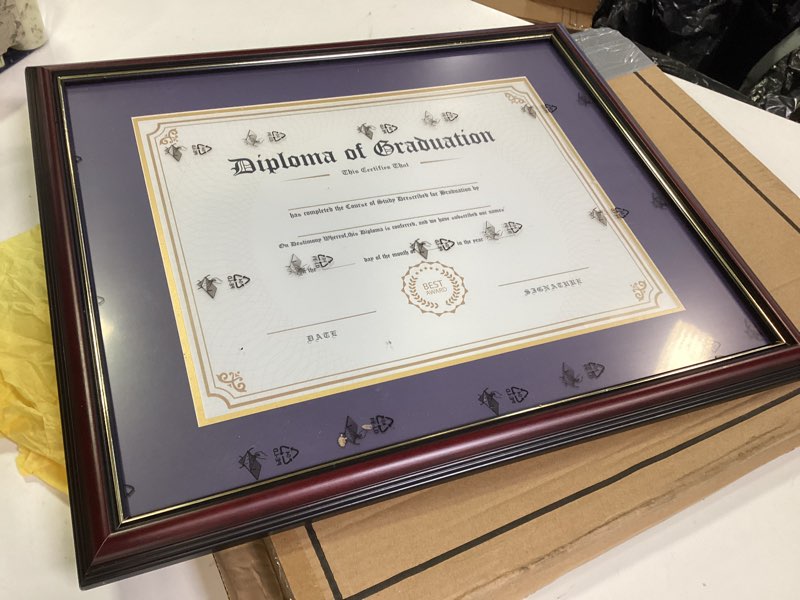 Diploma of Graduation
This Certifies That
has completed the Course of Study Derscribed for Graduation by
On Destimony Whereof,this Diploma is conferred, and we have subscribed our names
the day of the month of in the year
BEST
AWARD
DATE
SIGNATURE